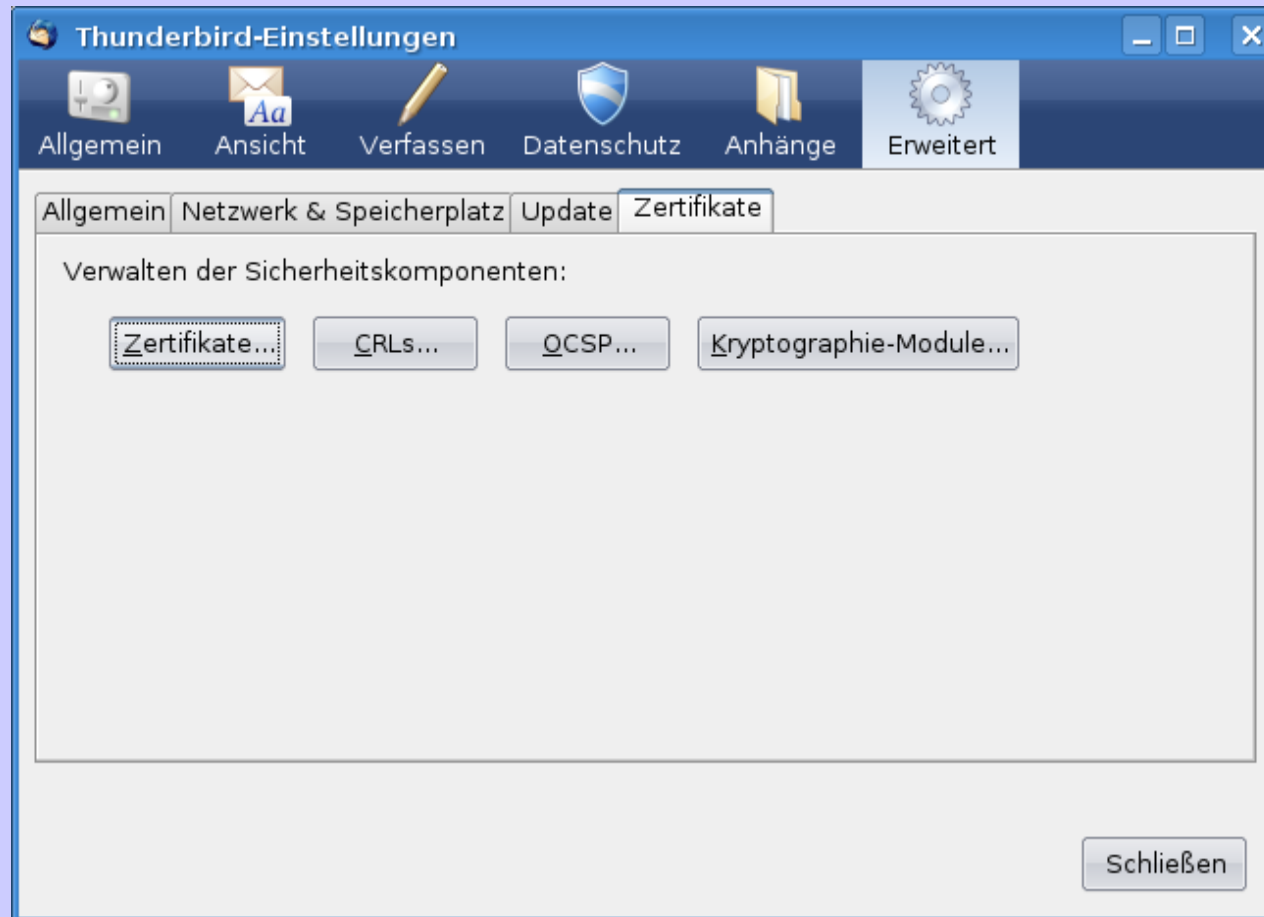 Thunderbird-Einstellungen
Aa
Allgemein Ansicht Verfassen Datenschutz Anhänge Erweitert
Allgemein Netzwerk & Speicherplatz Update Zertifikate
Verwalten der Sicherheitskomponenten:
Zertifikate... CRLs... OCSP... Kryptographie-Module...
Schließen